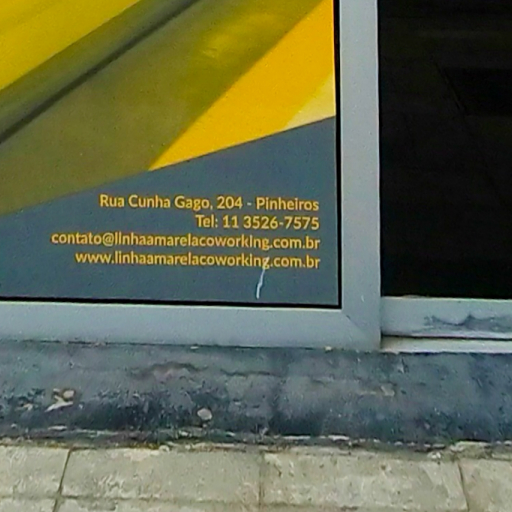 Rua Cunha Gago, 204 - Pinheiros
Tel: 11 3526-7575
contato@linhaamarelacoworking.com.br
www.linhaamarelacoworking.com.br